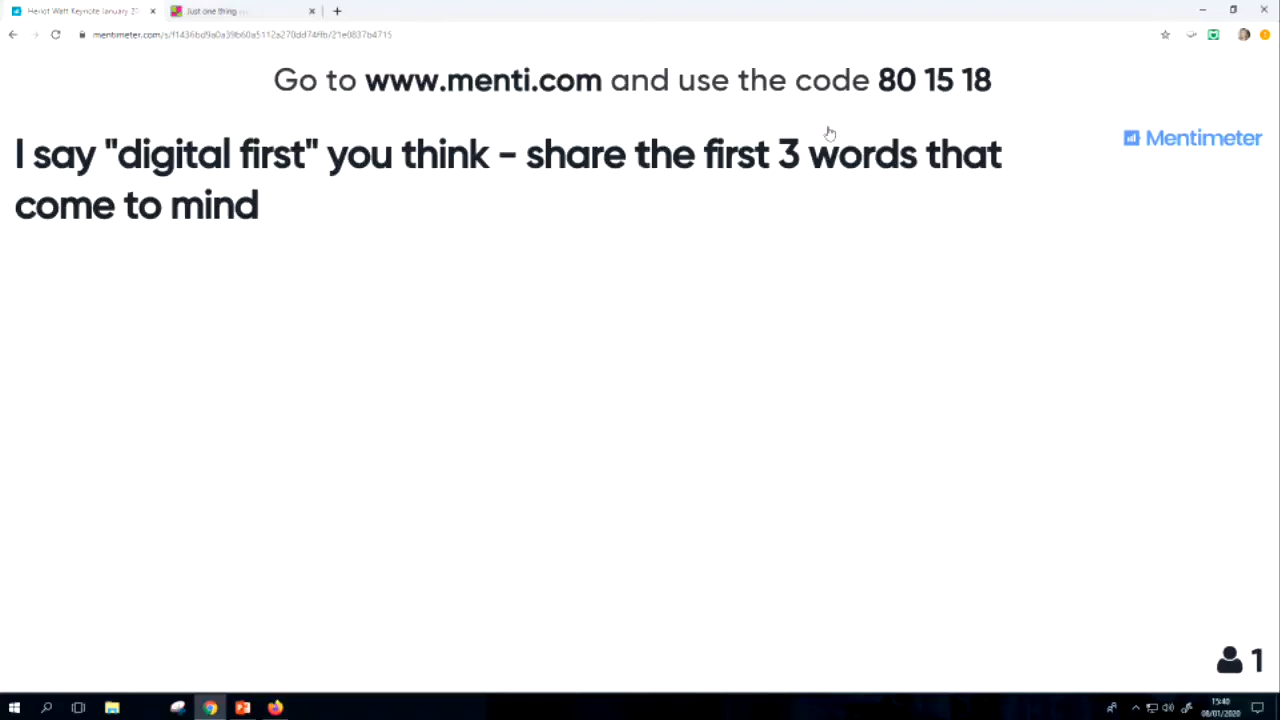 Heriot Watt Keynote January 20
Just one thing ...
mentimeter.com/s/f1436bd9a0a39b60a5112a270dd74ffb/21e0837b4715
Go to www.menti.com and use the code 80 15 18
Mentimeter
I say "digital first" you think - share the first 3 words that
come to mind
1
15:40
08/01/2020